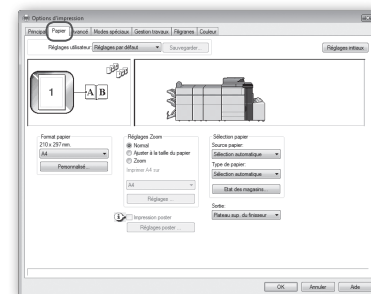 Options d'impression
Principal Papier Avancé Modes spéciaux Gestion travaux Filigranes Couleur
Réglages utilisateur: Réglages par défaut Sauvegarder... Réglages initiaux
1 A B
Format papier
210 x 297 mm.
A4
Personnalisé...
Réglages Zoom
Normal
Ajuster à la taille du papier
Zoom
Imprimer A4 sur
A4
Réglages ...
1 Impression poster
Réglages poster ...
Sélection papier
Source papier:
Sélection automatique
Type de papier:
Sélection automatique
Etat des magasins...
Sortie:
Plateau sup. du finisseur
OK Annuler Aide